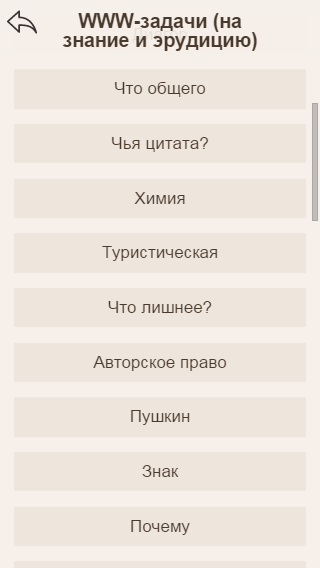 WWW-задачи (на
знание и эрудицию)
Что общего
Чья цитата?
Химия
Туристическая
Что лишнее?
Авторское право
Пушкин
Знак
Почему